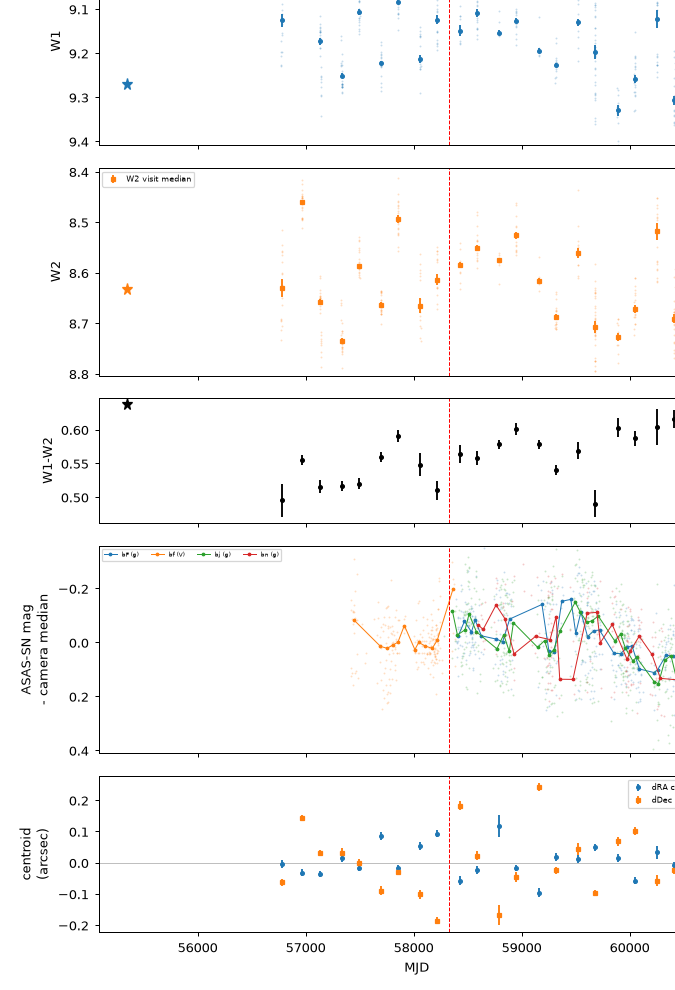 9.1
9.2
9.3
9.4
W1
8.4
8.5
8.6
8.7
8.8
W2
W2 visit median
0.60
0.55
0.50
W1-W2
bF (g)
bf (V)
bj (g)
bn (g)
−0.2
0.0
0.2
0.4
ASAS-SN mag
- camera median
0.2
0.1
0.0
−0.1
−0.2
centroid
(arcsec)
dRA c
dDec
56000
57000
58000
59000
60000
MJD